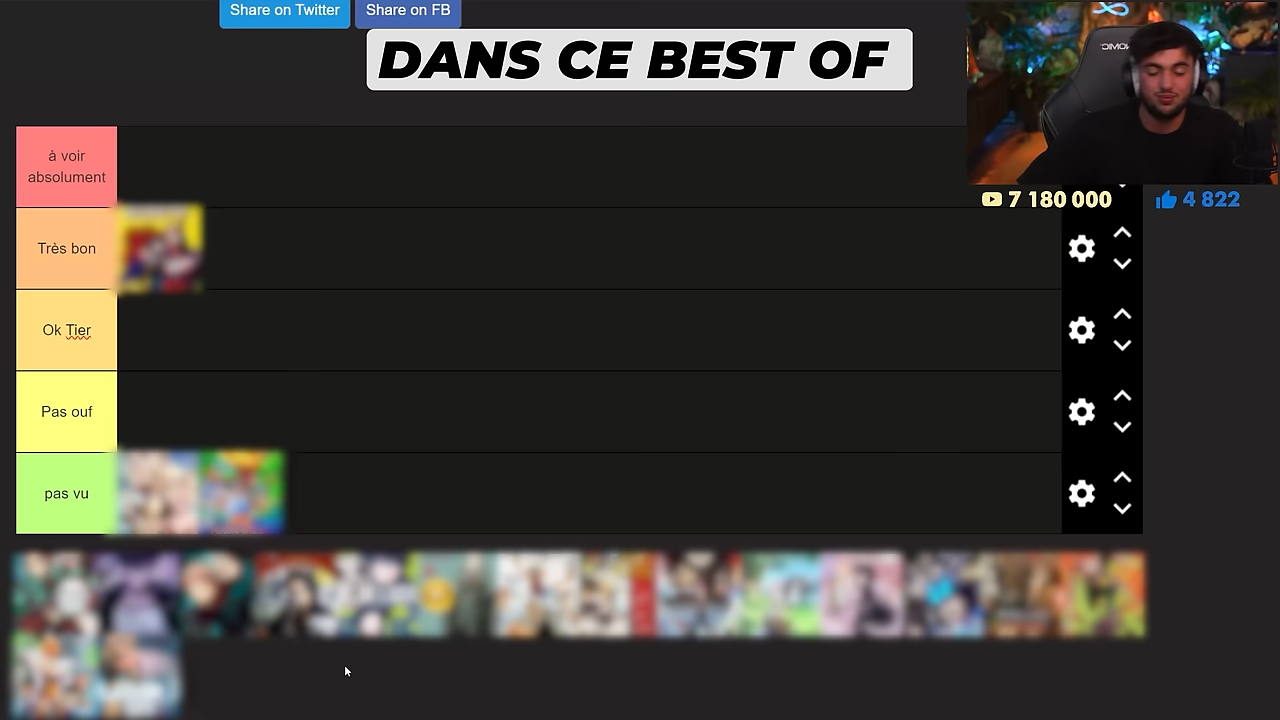 Share on Twitter
Share on FB
DANS CE BEST OF
à voir
absolument
7 180 000
4 822
Très bon
Ok Tier
Pas ouf
pas vu